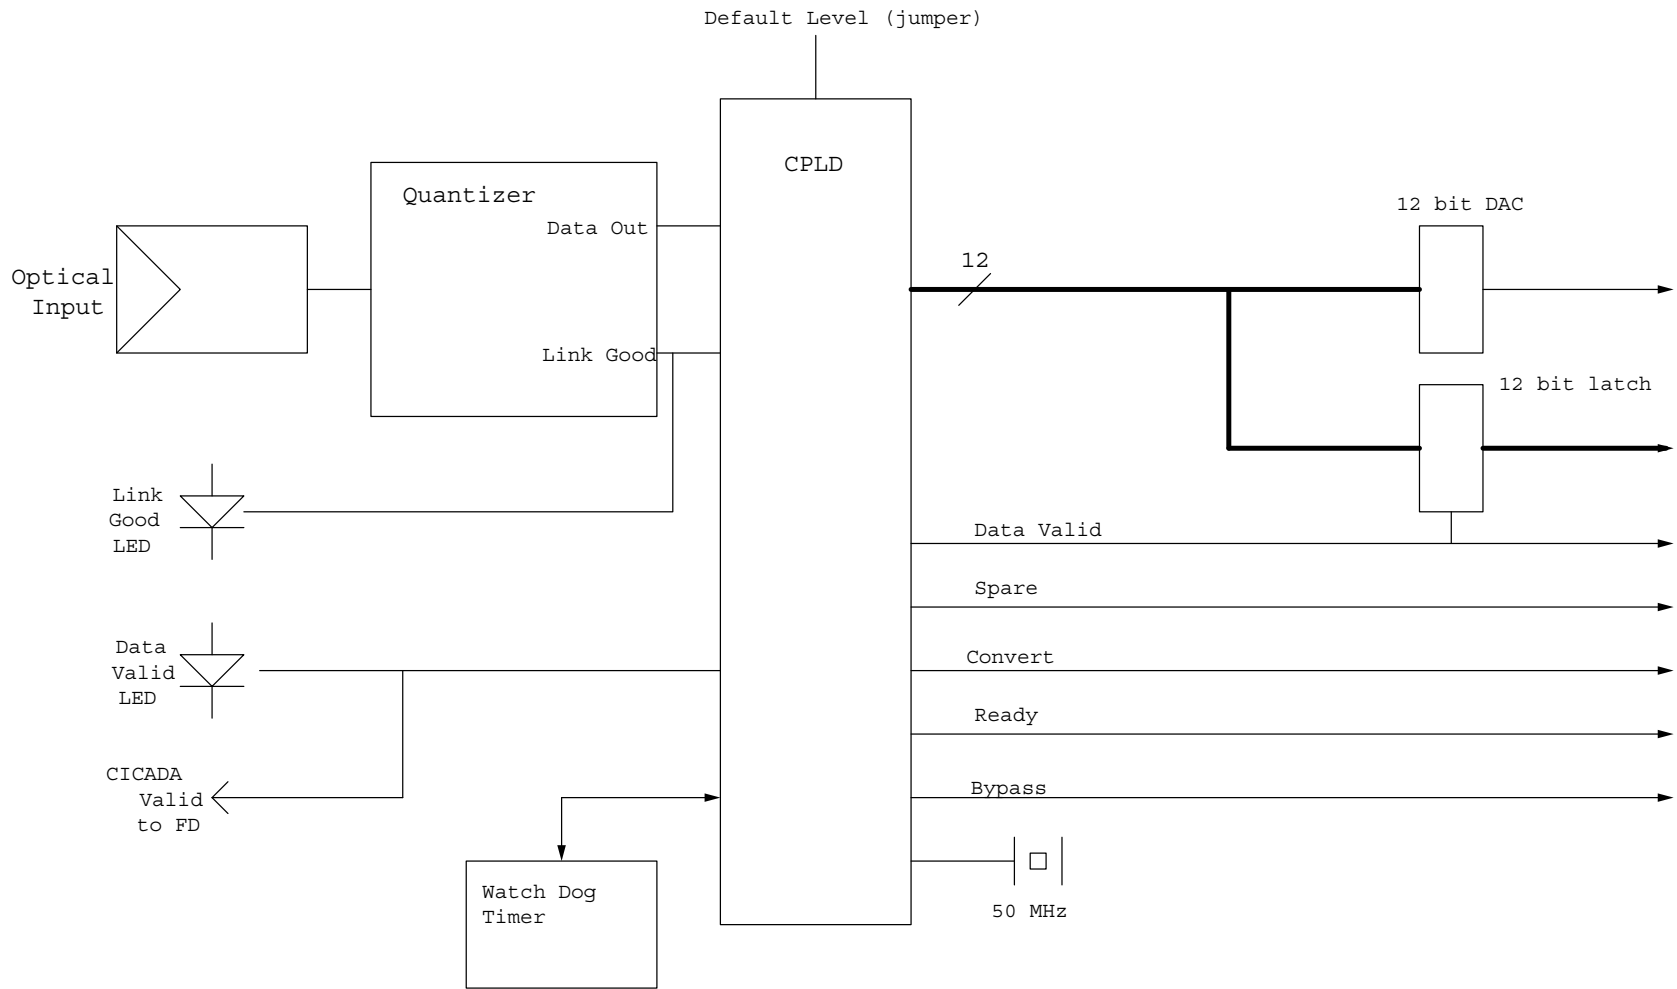 Default Level (jumper)
CPLD
Quantizer
Data Out
Link Good
Optical
Input
12
12 bit DAC
12 bit latch
Link
Good
LED
Data Valid
Spare
Data
Valid
LED
Convert
Ready
CICADA
Valid
to FD
Bypass
Watch Dog
Timer
50 MHz